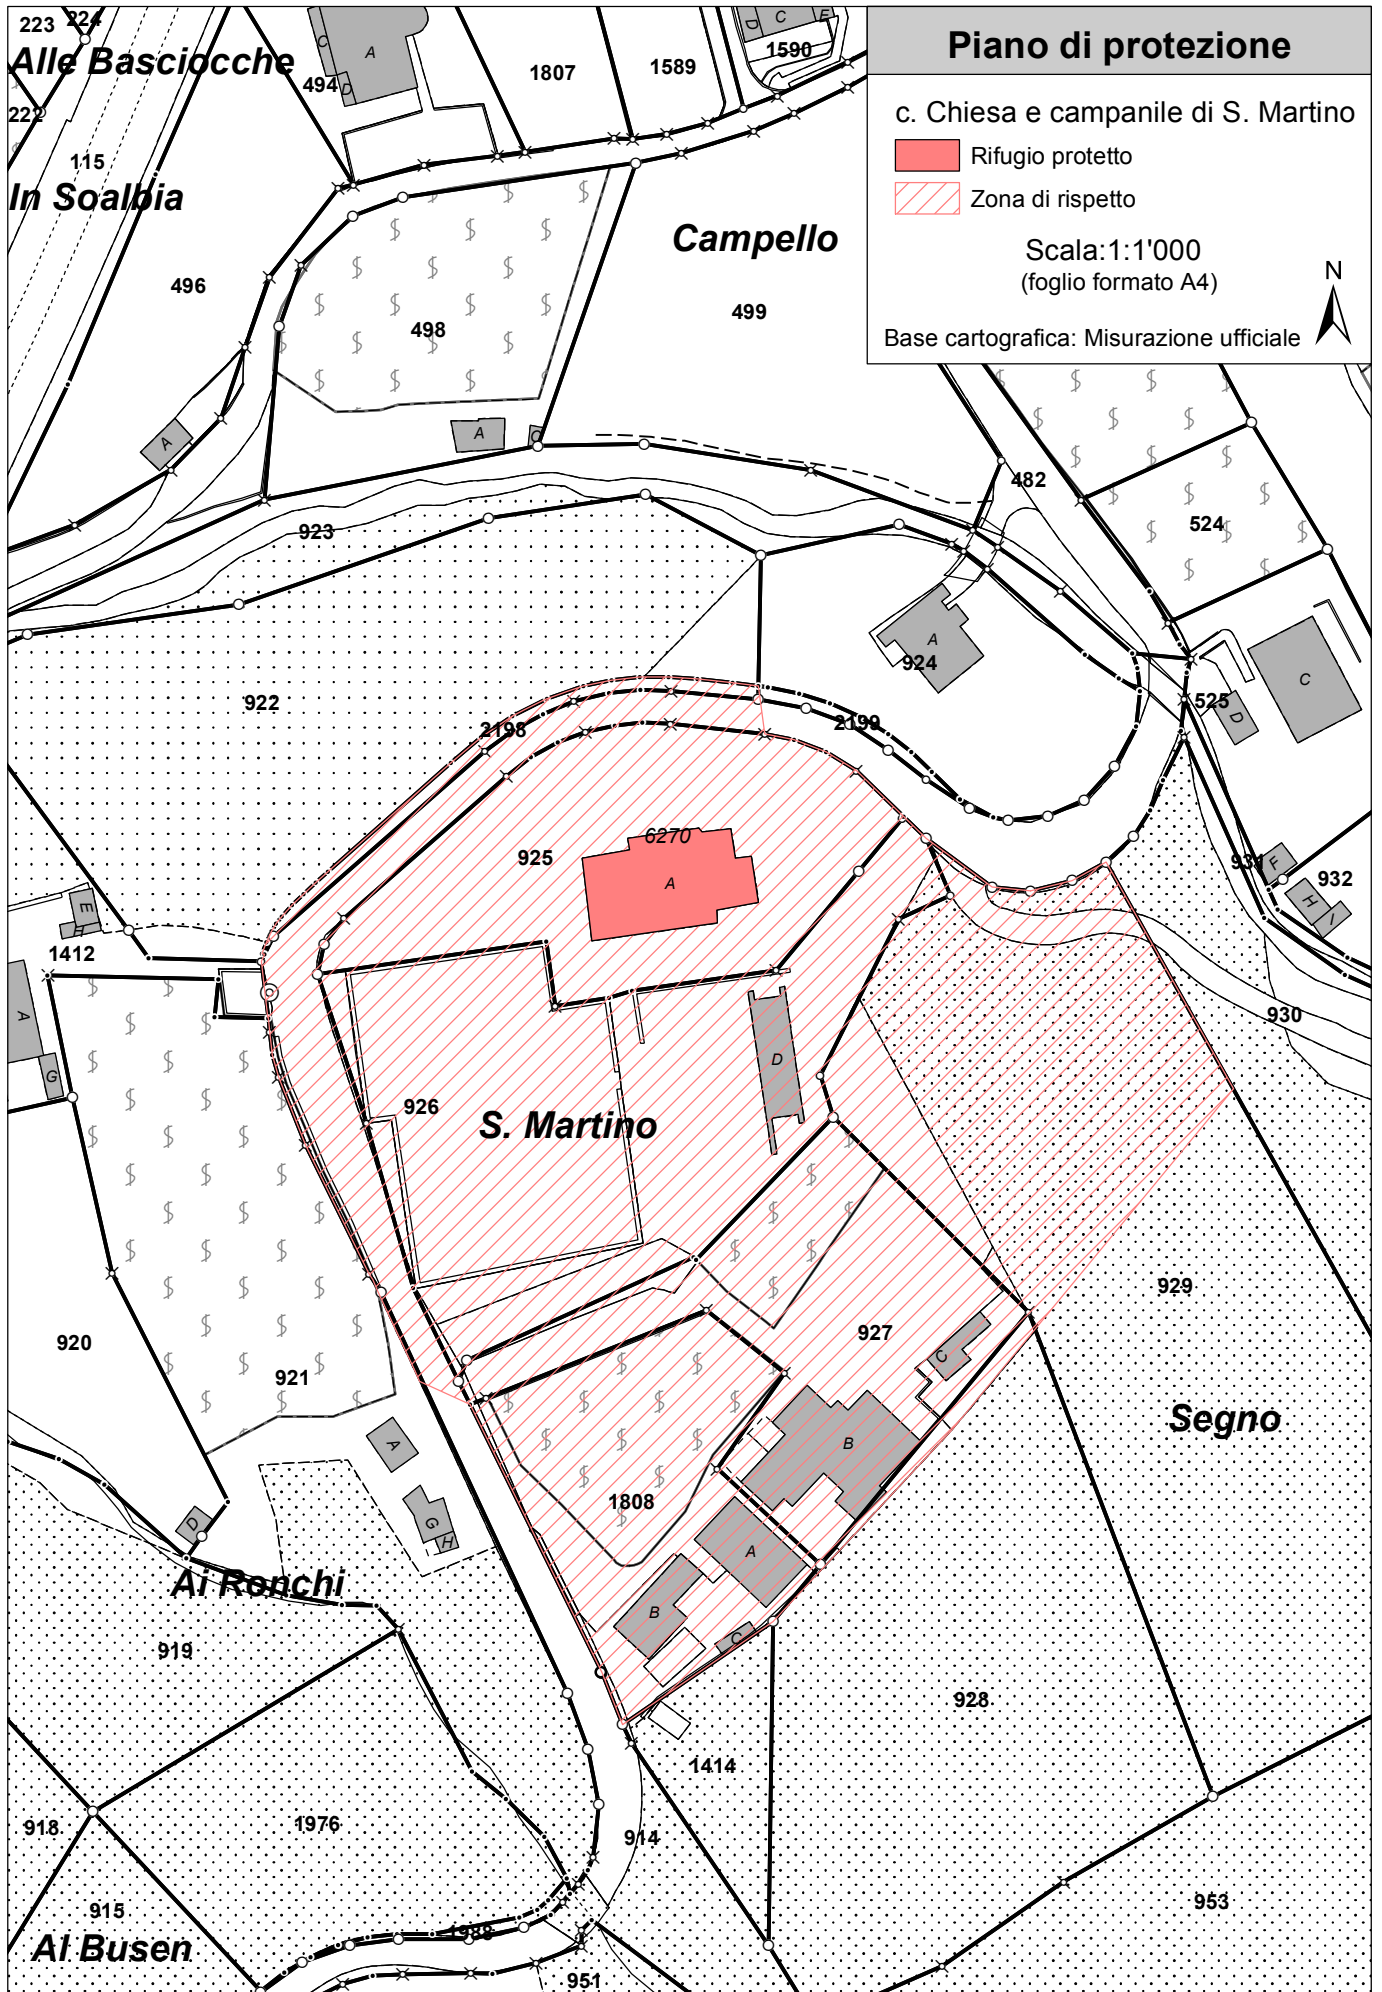 Piano di protezione
c. Chiesa e campanile di S. Martino
Rifugio protetto
Zona di rispetto
Scala:1:1'000
(foglio formato A4)
N
Base cartografica: Misurazione ufficiale
223
224
Alle Basciocche
C
A
D
494
1807
1589
D
C
E
1590
222
115
In Soalbia
496
498
Campello
499
A
A
482
524
923
922
A
924
C
525
D
2198
2199
6270
925
A
931
F
932
H
I
E
1412
A
G
930
D
926
S. Martino
929
927
920
921
C
Segno
A
B
1808
G
H
D
A
Ai Ronchi
B
C
919
928
1414
918
1976
914
915
953
1988
Al Busen
951